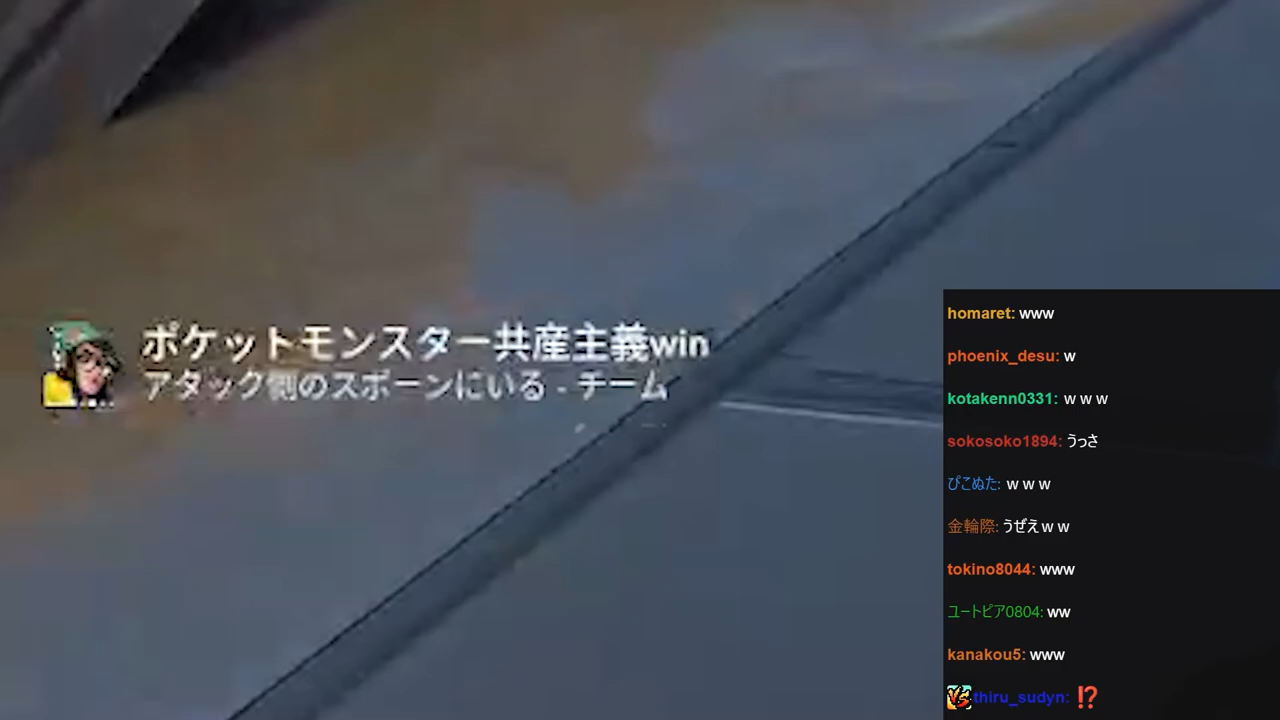 ポケットモンスター共産主義win
アタック側のスポーンにいる - チーム
homaret: www
phoenix_desu: w
kotakenn0331: w w w
sokosoko1894: うっさ
ぴこぬた: w w w
金輪際: うぜえw w
tokino8044: www
ユートピア0804: ww
kanakou5: www
thiru_sudyn: ⁉